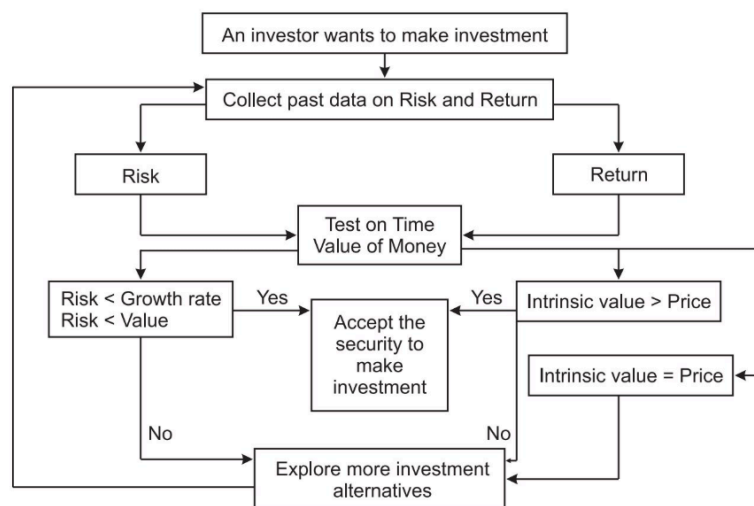 An investor wants to make investment
Collect past data on Risk and Return
Risk
Return
Test on Time
Value of Money
Risk < Growth rate
Risk < Value
Yes
Accept the
security to
make
investment
Yes
Intrinsic value > Price
Intrinsic value = Price
No
No
Explore more investment
alternatives